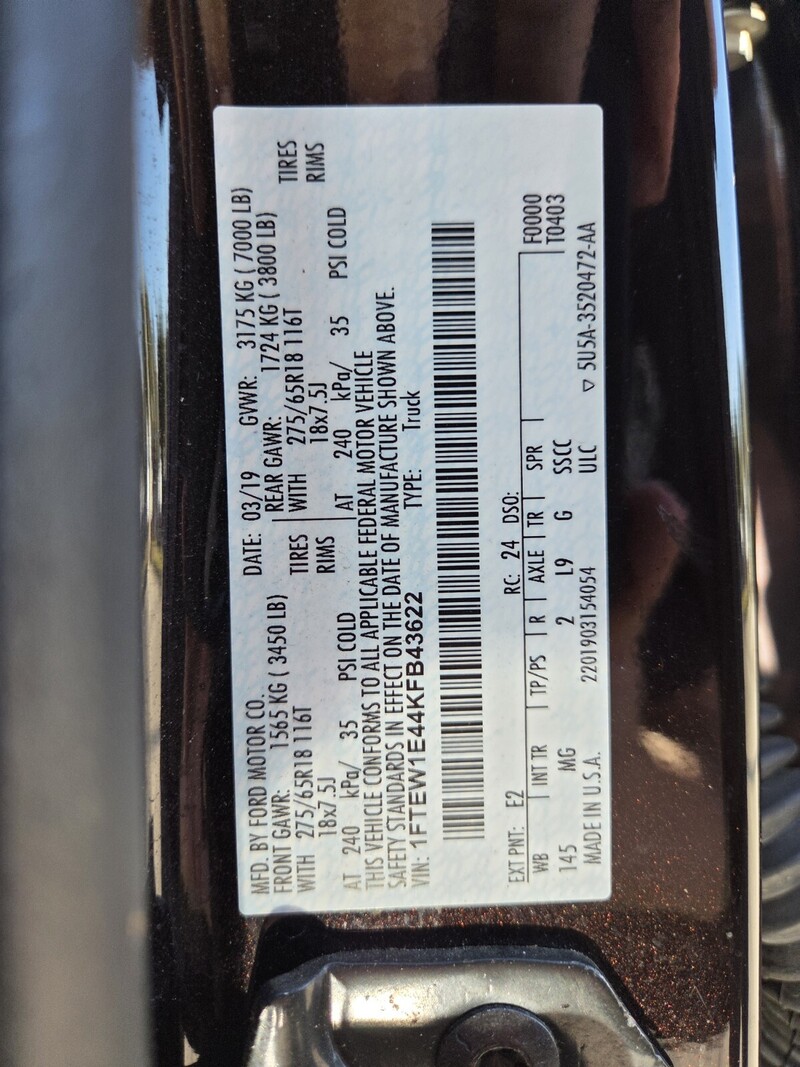 MFD. BY FORD MOTOR CO. DATE: 03/19 GVWR: 3175 KG ( 7000 LB)
FRONT GAWR: 1565 KG ( 3450 LB) REAR GAWR: 1724 KG ( 3800 LB)
WITH 275/65R18 116T TIRES WITH 275/65R18 116T TIRES
18x7.5J RIMS 18x7.5J RIMS
AT 240 kPa/ 35 PSI COLD AT 240 kPa/ 35 PSI COLD
THIS VEHICLE CONFORMS TO ALL APPLICABLE FEDERAL MOTOR VEHICLE
SAFETY STANDARDS IN EFFECT ON THE DATE OF MANUFACTURE SHOWN ABOVE.
VIN: 1FTEW1E44KFB43622 TYPE: Truck
EXT PNT: E2 RC: 24 DSO: F0000
WB INT TR TP/PS R AXLE TR SPR T0403
145 MG 2 L9 G SSCC
MADE IN U.S.A. 2201903154054 ULC ▽ 5U5A-3520472-AA